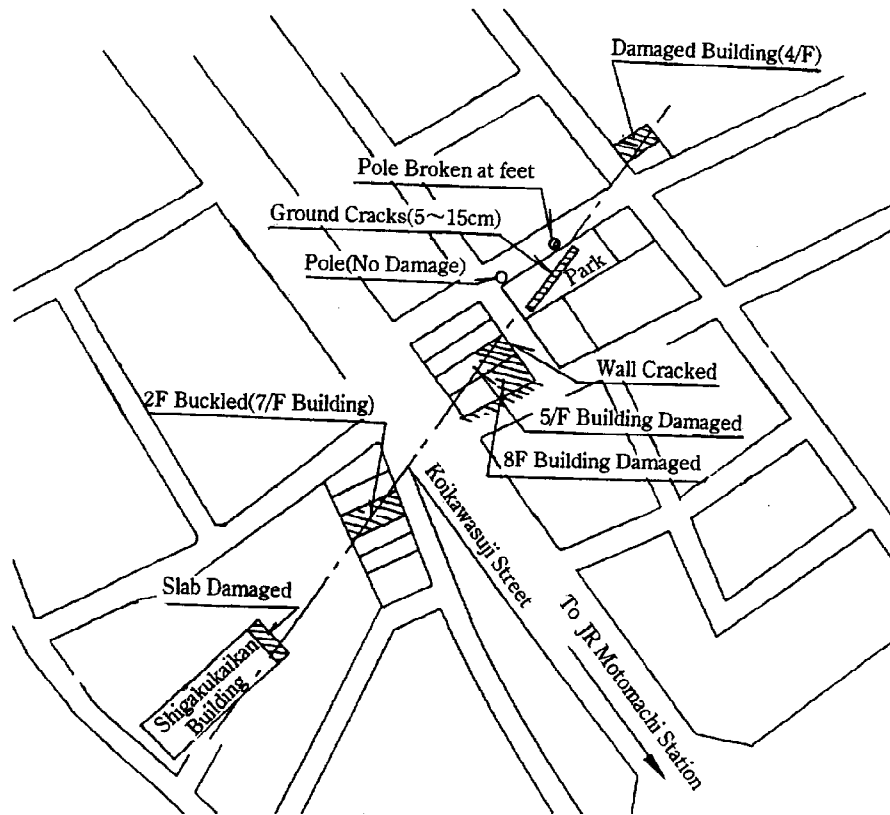 Damaged Building(4/F)
Pole Broken at feet
Ground Cracks(5～15cm)
Pole(No Damage)
Park
Wall Cracked
2F Buckled(7/F Building)
5/F Building Damaged
8F Building Damaged
Koikawasuji Street
Slab Damaged
To JR Motomachi Station
Shigakukaikan
Building